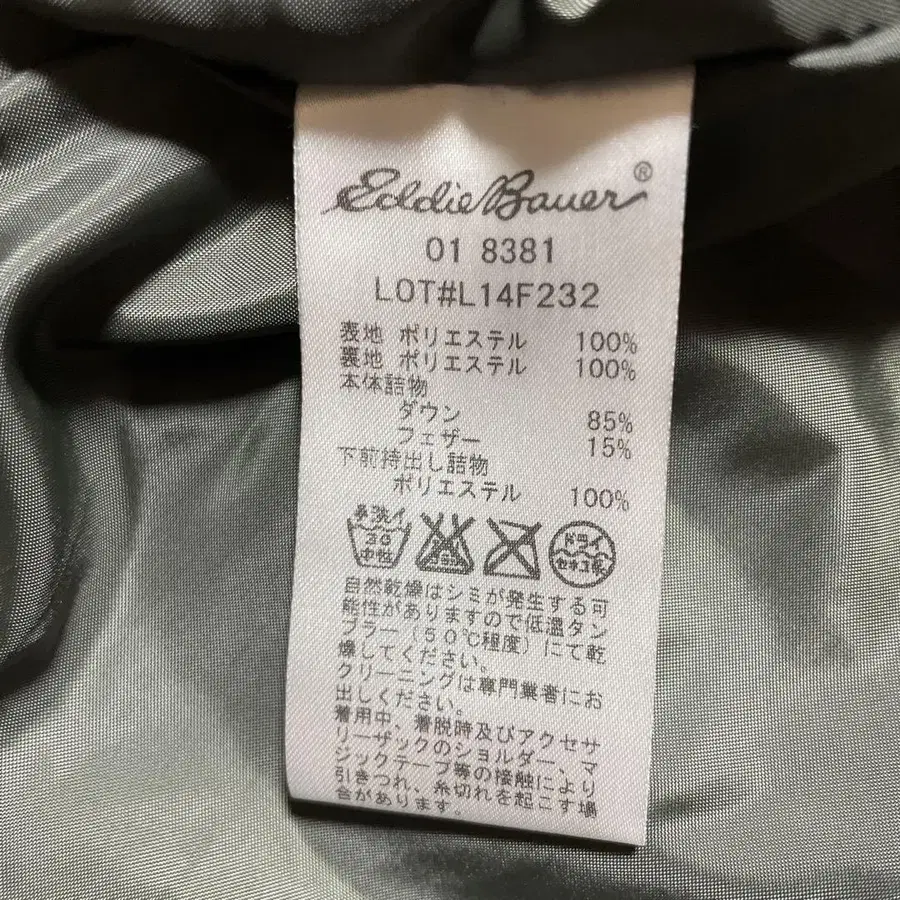 Eddie Bauer®
01 8381
LOT#L14F232
表地 ポリエステル 100%
裏地 ポリエステル 100%
本体詰物
ダウン 85%
フェザー 15%
下前持出し詰物
ポリエステル 100%
手洗イ
30
中性
エンソ
サラシ
ドライ
セキユ系
自然乾燥はシミが発生する可
能性がありますので低温タン
ブラー(50℃程度)にて乾
燥してください。
クリーニングは専門業者にお
出しください。
着用中、着脱時及びアクセサ
リーザックのショルダー、マ
ジックテープ等の接触により
引きつれ、糸切れを起こす場
合があります。